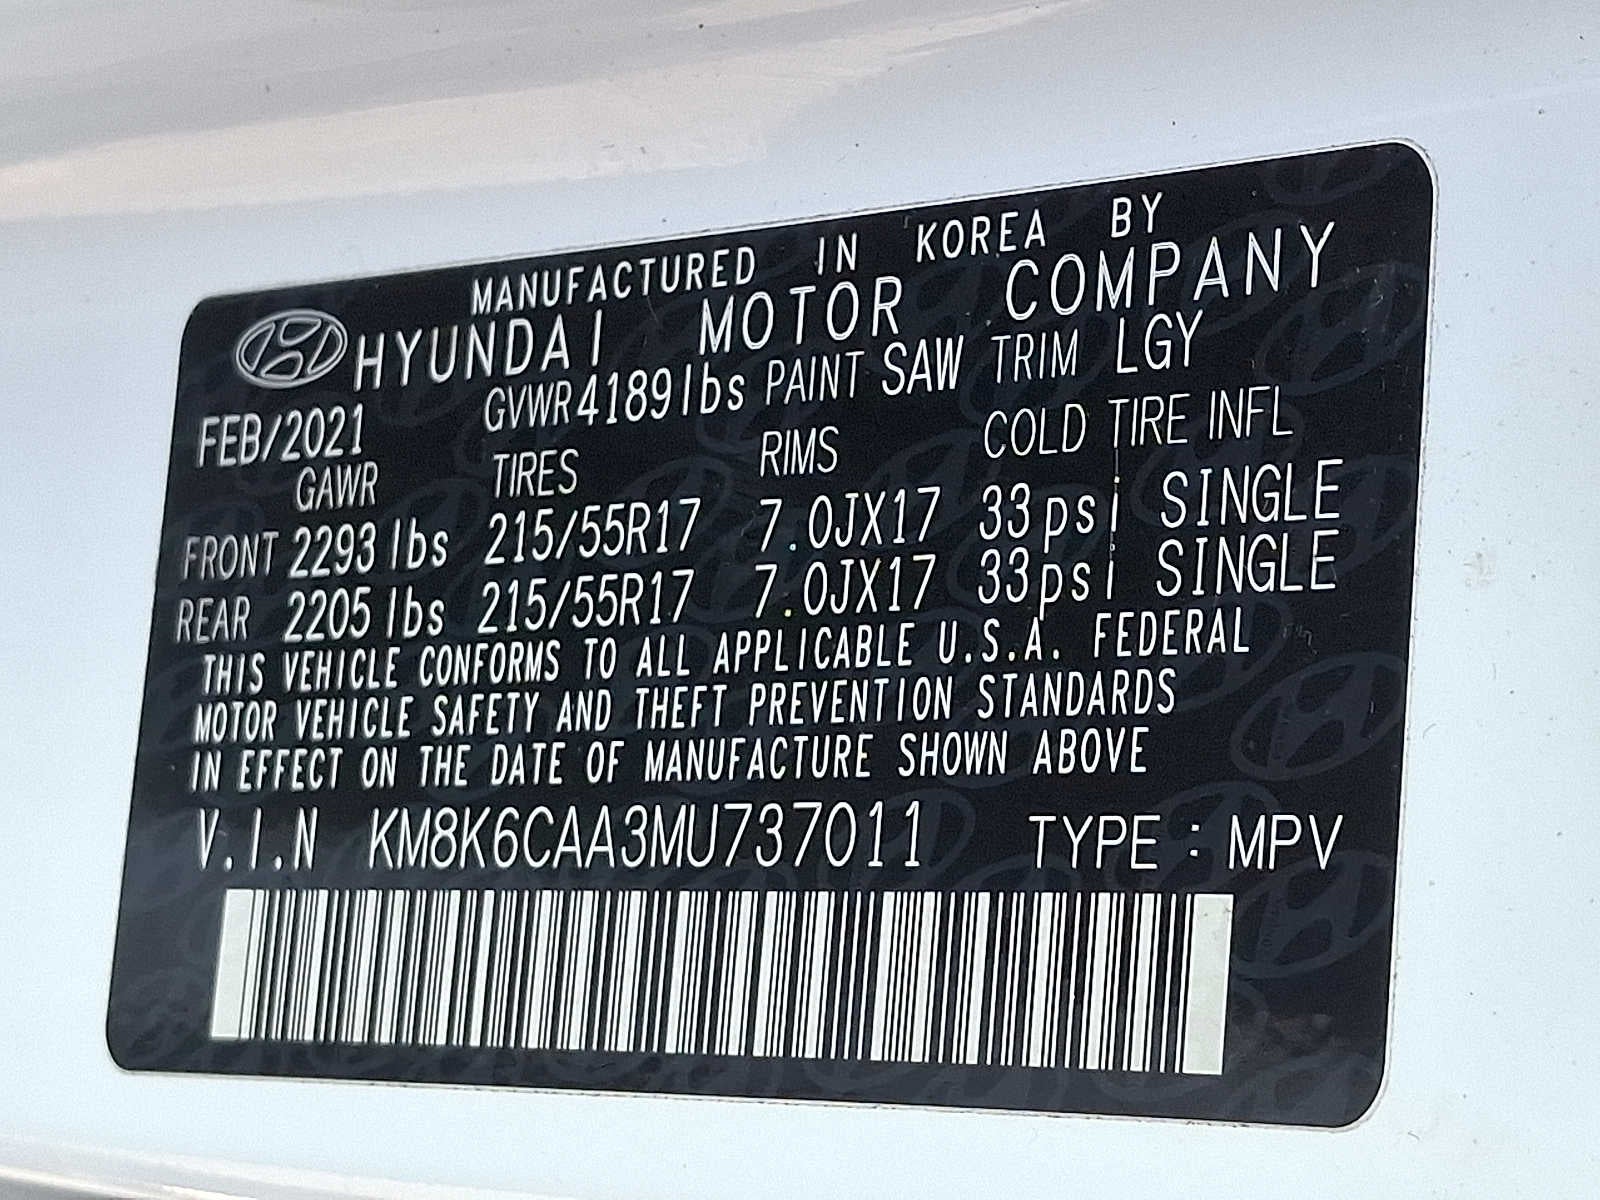 MANUFACTURED IN KOREA BY
HYUNDAI MOTOR COMPANY
FEB/2021 GVWR 4189lbs PAINT SAW TRIM LGY
GAWR TIRES RIMS COLD TIRE INFL
FRONT 2293 lbs 215/55R17 7.0JX17 33psi SINGLE
REAR 2205 lbs 215/55R17 7.0JX17 33psi SINGLE
THIS VEHICLE CONFORMS TO ALL APPLICABLE U.S.A. FEDERAL
MOTOR VEHICLE SAFETY AND THEFT PREVENTION STANDARDS
IN EFFECT ON THE DATE OF MANUFACTURE SHOWN ABOVE
V.I.N KM8K6CAA3MU737011 TYPE : MPV